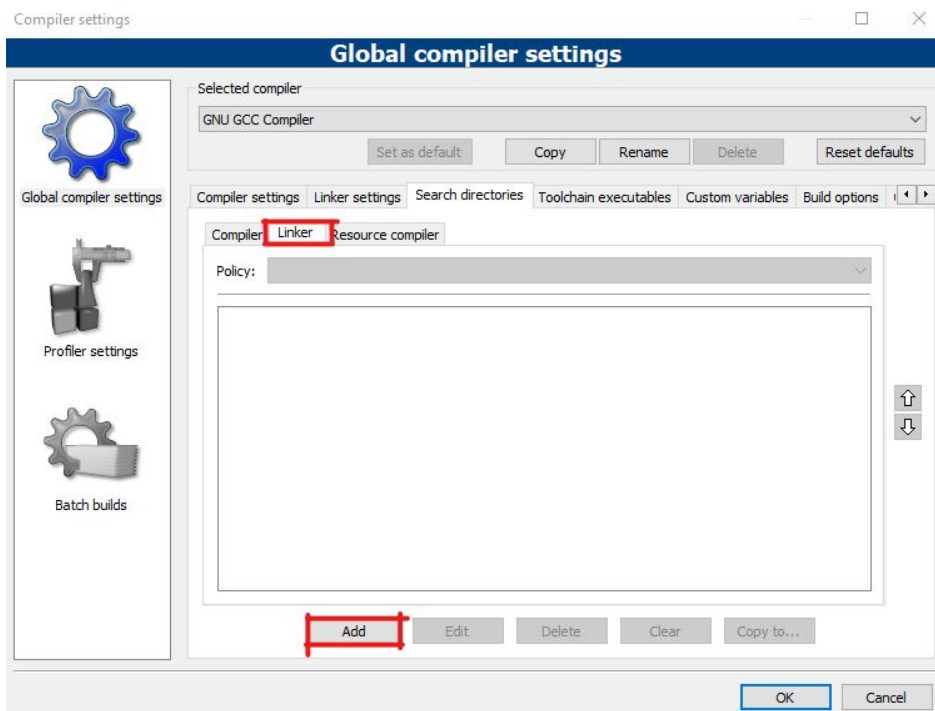 Compiler settings
Global compiler settings
Global compiler settings
Profiler settings
Batch builds
Selected compiler
GNU GCC Compiler
Set as default Copy Rename Delete Reset defaults
Compiler settings Linker settings Search directories Toolchain executables Custom variables Build options
Compiler Linker Resource compiler
Policy:
Add Edit Delete Clear Copy to...
OK Cancel